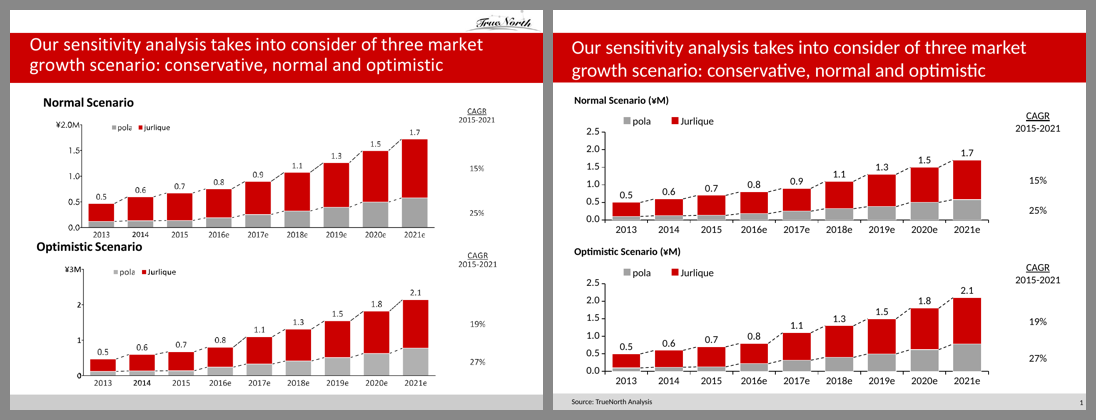 TrueNorth
Our sensitivity analysis takes into consider of three market
growth scenario: conservative, normal and optimistic
Normal Scenario
CAGR
2015-2021
¥2.0M
pola Jurlique
1.5
1.0
0.5
0.0
0.5 0.6 0.7 0.8 0.9 1.1 1.3 1.5 1.7
15%
25%
2013 2014 2015 2016e 2017e 2018e 2019e 2020e 2021e
Optimistic Scenario
CAGR
2015-2021
¥3M
pola Jurlique
2
1
0
0.5 0.6 0.7 0.8 1.1 1.3 1.5 1.8 2.1
19%
27%
2013 2014 2015 2016e 2017e 2018e 2019e 2020e 2021e
Our sensitivity analysis takes into consider of three market
growth scenario: conservative, normal and optimistic
Normal Scenario (¥M)
CAGR
2015-2021
pola Jurlique
2.5
2.0
1.5
1.0
0.5
0.0
0.5 0.6 0.7 0.8 0.9 1.1 1.3 1.5 1.7
15%
25%
2013 2014 2015 2016e 2017e 2018e 2019e 2020e 2021e
Optimistic Scenario (¥M)
CAGR
2015-2021
pola Jurlique
2.5
2.0
1.5
1.0
0.5
0.0
0.5 0.6 0.7 0.8 1.1 1.3 1.5 1.8 2.1
19%
27%
2013 2014 2015 2016e 2017e 2018e 2019e 2020e 2021e
Source: TrueNorth Analysis
1